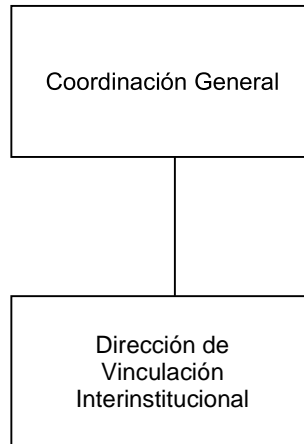 Coordinación General
Dirección de
Vinculación
Interinstitucional